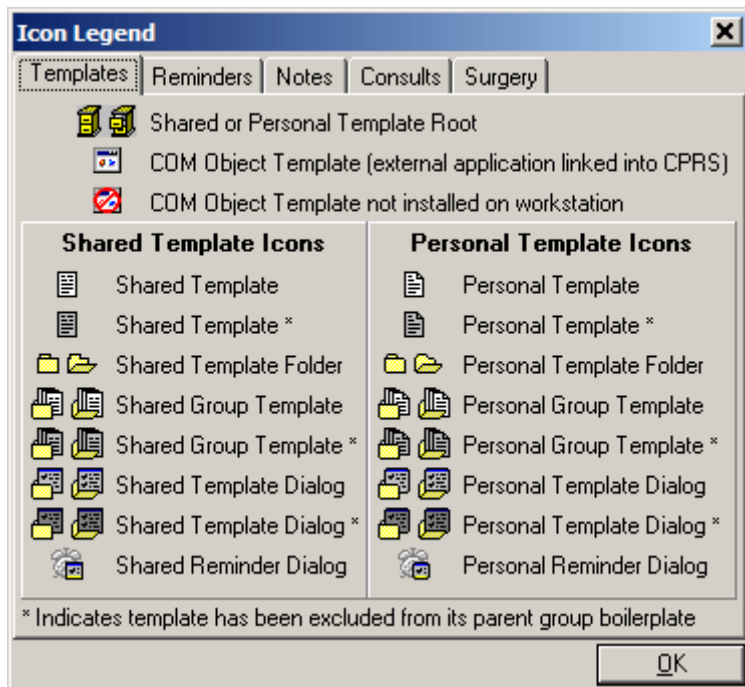 Icon Legend
Templates Reminders Notes Consults Surgery
Shared or Personal Template Root
COM Object Template (external application linked into CPRS)
COM Object Template not installed on workstation
Shared Template Icons
Shared Template
Shared Template *
Shared Template Folder
Shared Group Template
Shared Group Template *
Shared Template Dialog
Shared Template Dialog *
Shared Reminder Dialog
Personal Template Icons
Personal Template
Personal Template *
Personal Template Folder
Personal Group Template
Personal Group Template *
Personal Template Dialog
Personal Template Dialog *
Personal Reminder Dialog
* Indicates template has been excluded from its parent group boilerplate
OK